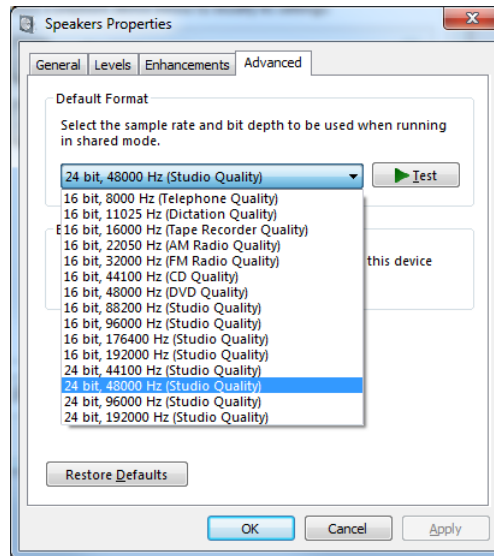 Speakers Properties
General Levels Enhancements Advanced
Default Format
Select the sample rate and bit depth to be used when running
in shared mode.
24 bit, 48000 Hz (Studio Quality)
Test
16 bit, 8000 Hz (Telephone Quality)
16 bit, 11025 Hz (Dictation Quality)
16 bit, 16000 Hz (Tape Recorder Quality)
16 bit, 22050 Hz (AM Radio Quality)
16 bit, 32000 Hz (FM Radio Quality)
this device
16 bit, 44100 Hz (CD Quality)
16 bit, 48000 Hz (DVD Quality)
16 bit, 88200 Hz (Studio Quality)
16 bit, 96000 Hz (Studio Quality)
16 bit, 176400 Hz (Studio Quality)
16 bit, 192000 Hz (Studio Quality)
24 bit, 44100 Hz (Studio Quality)
24 bit, 48000 Hz (Studio Quality)
24 bit, 96000 Hz (Studio Quality)
24 bit, 192000 Hz (Studio Quality)
Restore Defaults
OK Cancel Apply